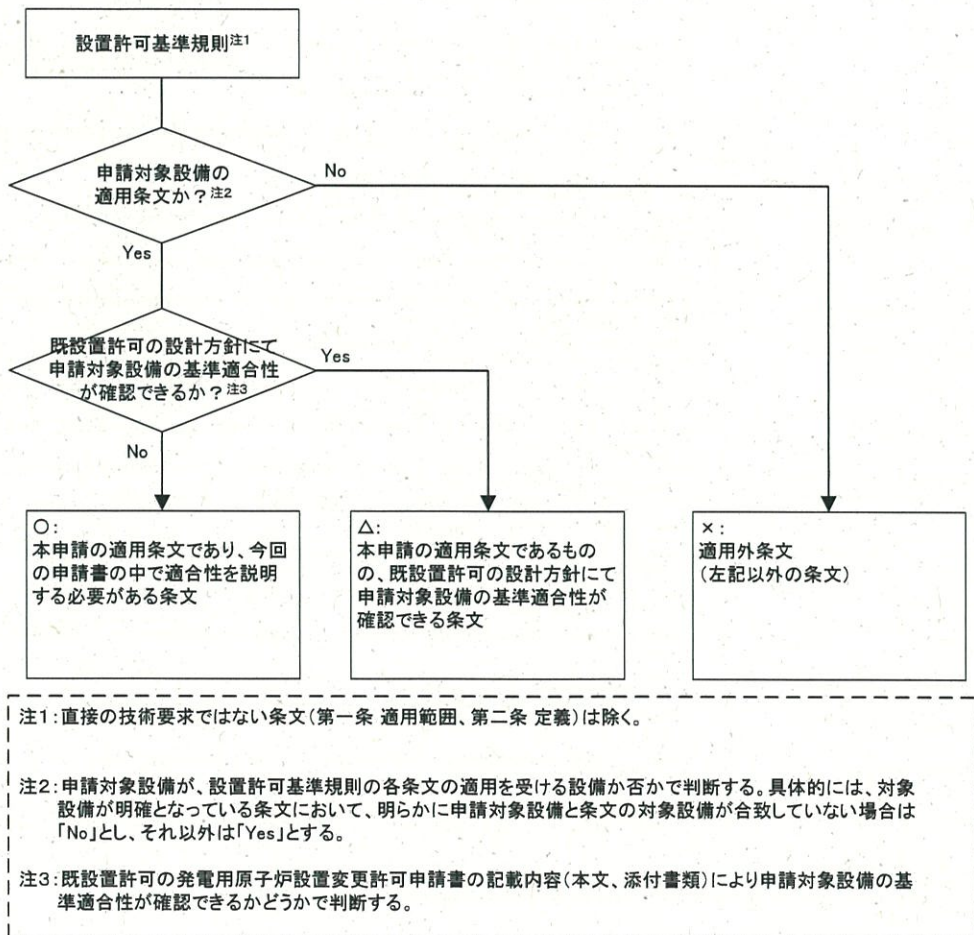 設置許可基準規則注1
申請対象設備の
適用条文か？注2
No
Yes
既設置許可の設計方針にて
申請対象設備の基準適合性
が確認できるか？注3
Yes
No
○：
本申請の適用条文であり、今回
の申請書の中で適合性を説明
する必要がある条文
△：
本申請の適用条文であるもの
の、既設置許可の設計方針にて
申請対象設備の基準適合性が
確認できる条文
×：
適用外条文
(左記以外の条文)
注1：直接の技術要求ではない条文(第一条 適用範囲、第二条 定義)は除く。
注2：申請対象設備が、設置許可基準規則の各条文の適用を受ける設備か否かで判断する。具体的には、対象
設備が明確となっている条文において、明らかに申請対象設備と条文の対象設備が合致していない場合は
「No」とし、それ以外は「Yes」とする。
注3：既設置許可の発電用原子炉設置変更許可申請書の記載内容(本文、添付書類)により申請対象設備の基
準適合性が確認できるかどうかで判断する。